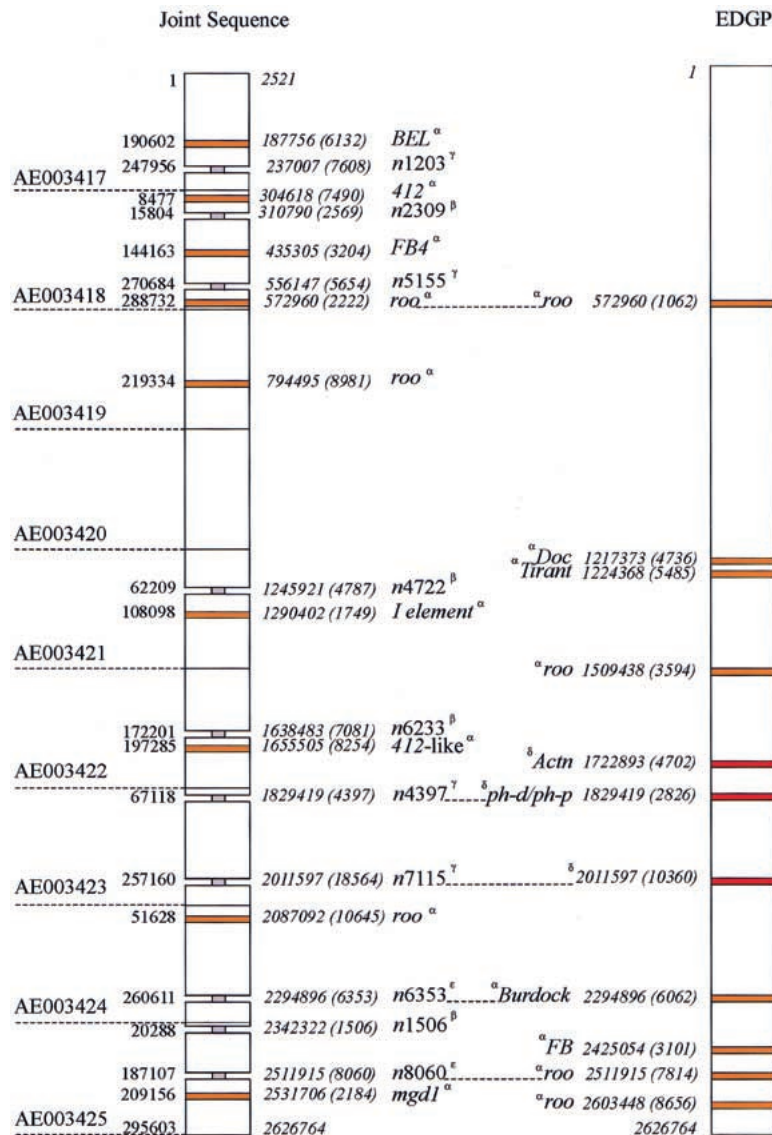 Joint Sequence EDGP
1 2521 1
190602 187756 (6132) BEL α
247956 237007 (7608) n1203 γ
AE003417
8477 304618 (7490) 412 α
15804 310790 (2569) n2309 β
144163 435305 (3204) FB4 α
270684 556147 (5654) n5155 γ
AE003418
288732 572960 (2222) roo α α roo 572960 (1062)
219334 794495 (8981) roo α
AE003419
AE003420
α Doc 1217373 (4736)
α Tirant 1224368 (5485)
62209 1245921 (4787) n4722 β
108098 1290402 (1749) I element α
AE003421
α roo 1509438 (3594)
172201 1638483 (7081) n6233 β
197285 1655505 (8254) 412-like α
δ Actn 1722893 (4702)
AE003422
67118 1829419 (4397) n4397 γ δ ph-d/ph-p 1829419 (2826)
257160 2011597 (18564) n7115 γ δ 2011597 (10360)
AE003423
51628 2087092 (10645) roo α
260611 2294896 (6353) n6353 ε α Burdock 2294896 (6062)
AE003424
20288 2342322 (1506) n1506 β
α FB 2425054 (3101)
187107 2511915 (8060) n8060 ε α roo 2511915 (7814)
209156 2531706 (2184) mgd1 α
α roo 2603448 (8656)
AE003425
295603 2626764 2626764